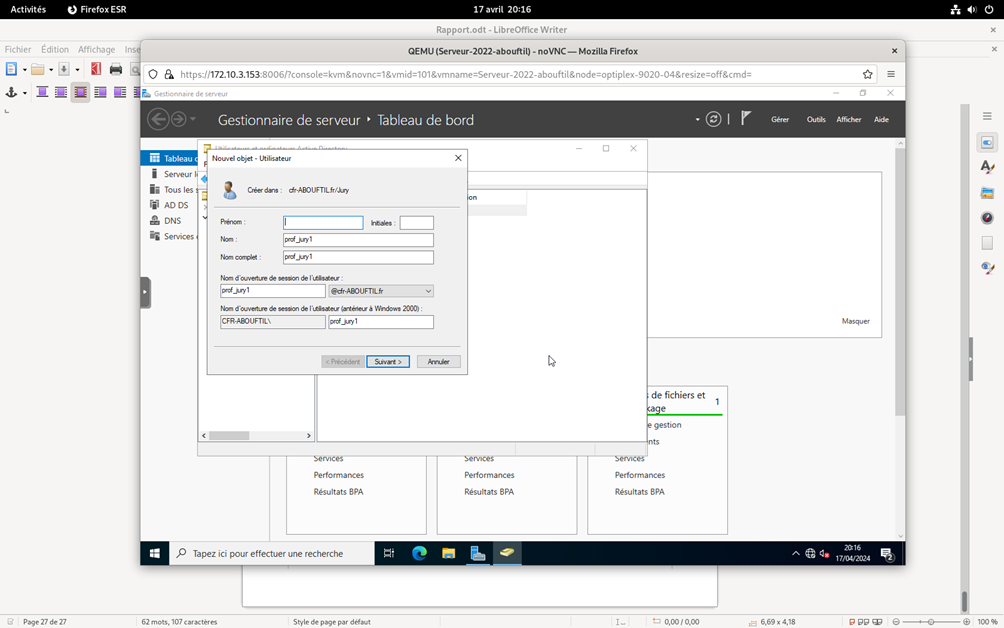 Activités Firefox ESR 17 avril 20:16
Rapport.odt - LibreOffice Writer
Fichier Édition Affichage Inse
QEMU (Serveur-2022-abouftil) - noVNC — Mozilla Firefox
https://172.10.3.153:8006/?console=kvm&novnc=1&vmid=101&vmname=Serveur-2022-abouftil&node=optiplex-9020-04&resize=off&cmd=
Gestionnaire de serveur
Gestionnaire de serveur Tableau de bord
Gérer Outils Afficher Aide
Utilisateurs et ordinateurs Active Directory
Nouvel objet - Utilisateur
Tableau
Serveur l
Tous les s
AD DS
DNS
Services
Créer dans : cfr-ABOUFTIL.fr/Jury
ion
Prénom : Initiales :
Nom : prof_jury1
Nom complet : prof_jury1
Nom d'ouverture de session de l'utilisateur :
prof_jury1 @cfr-ABOUFTIL.fr
Nom d'ouverture de session de l'utilisateur (antérieur à Windows 2000) :
CFR-ABOUFTIL\ prof_jury1
Masquer
< Précédent Suivant > Annuler
s de fichiers et 1
kage
e gestion
nts
Services Services Services
Performances Performances Performances
Résultats BPA Résultats BPA Résultats BPA
Tapez ici pour effectuer une recherche
20:16
17/04/2024
2
Page 27 de 27 62 mots, 107 caractères Style de page par défaut 0,00 / 0,00 6,69 x 4,18 100 %